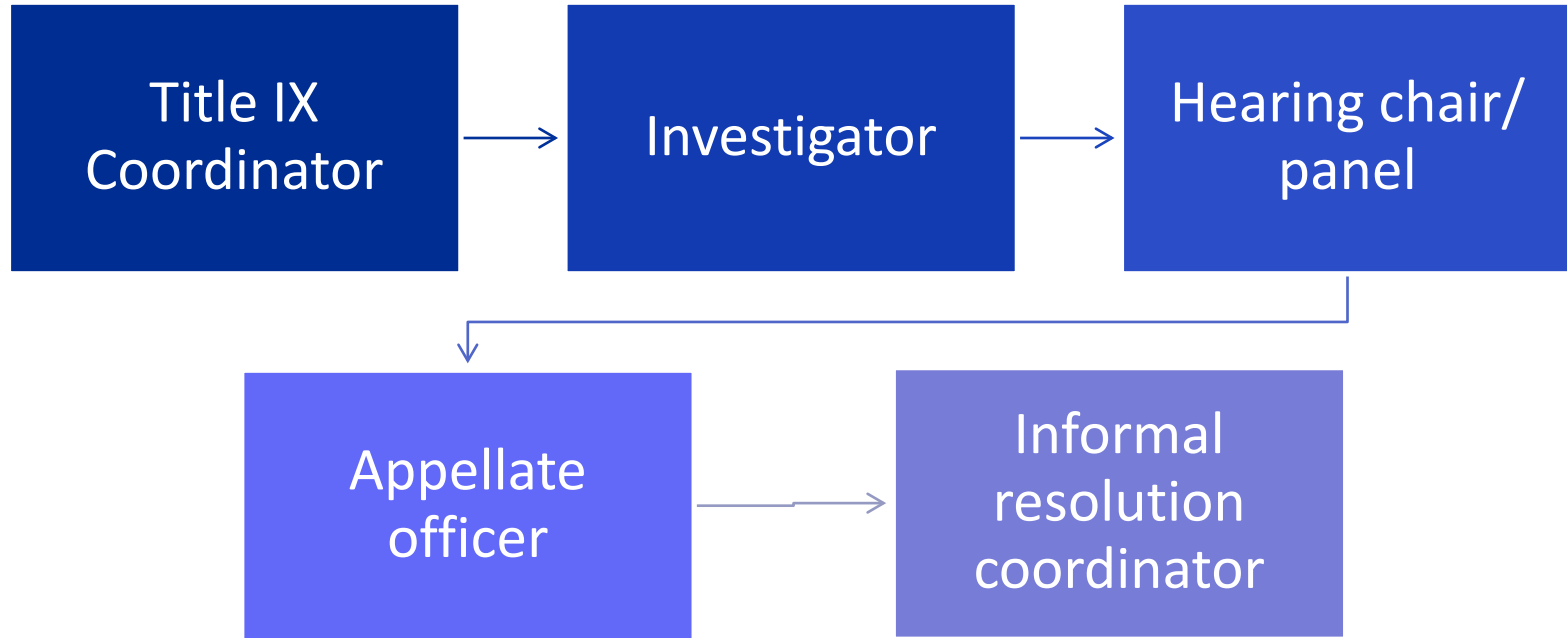 Title IX
Coordinator
Investigator
Hearing chair/
panel
Appellate
officer
Informal
resolution
coordinator